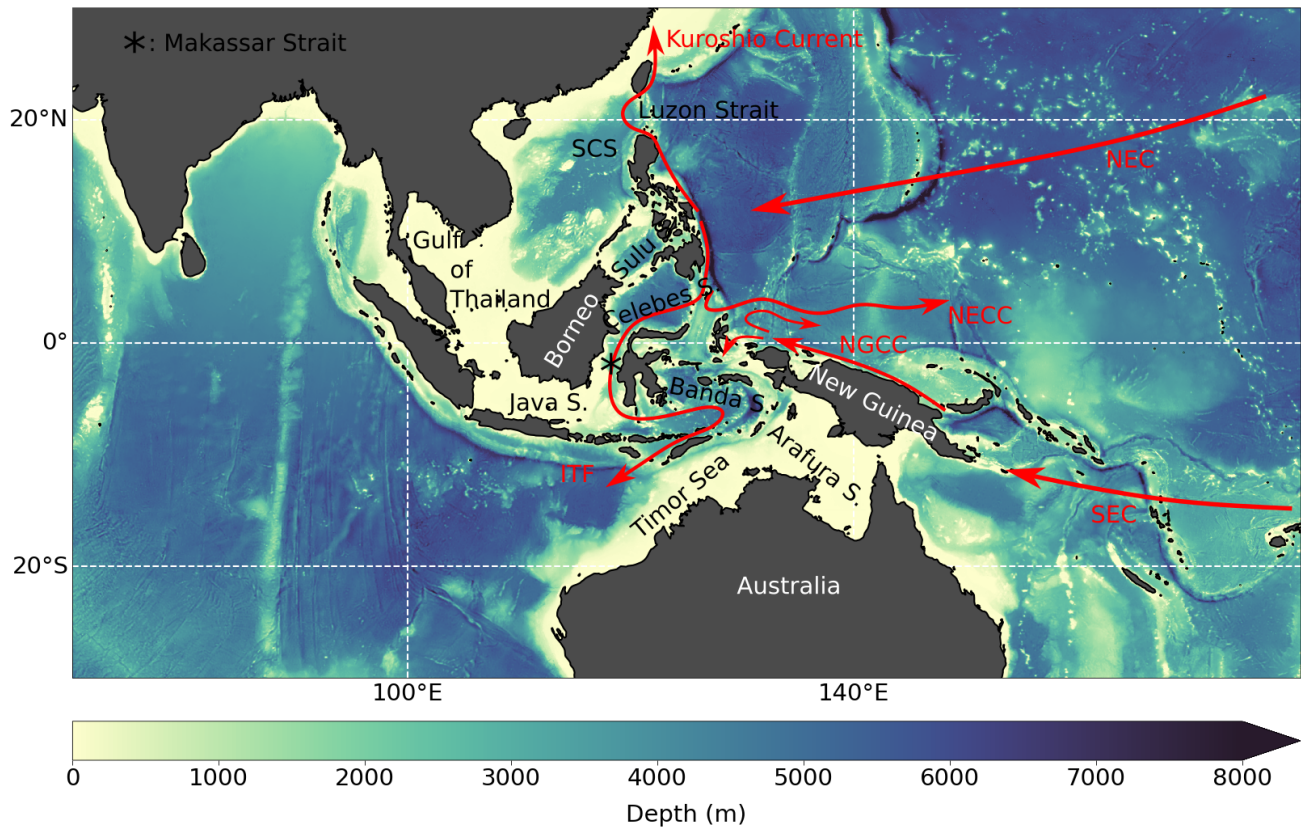 *: Makassar Strait
Kuroshio Current
20°N
Luzon Strait
SCS
NEC
Gulf
of
Thailand
Sulu
Celebes S.
Borneo
NECC
0°
NGCC
New Guinea
Banda S.
Java S.
Arafura S.
ITF
Timor Sea
SEC
20°S
Australia
100°E
140°E
0
1000
2000
3000
4000
5000
6000
7000
8000
Depth (m)